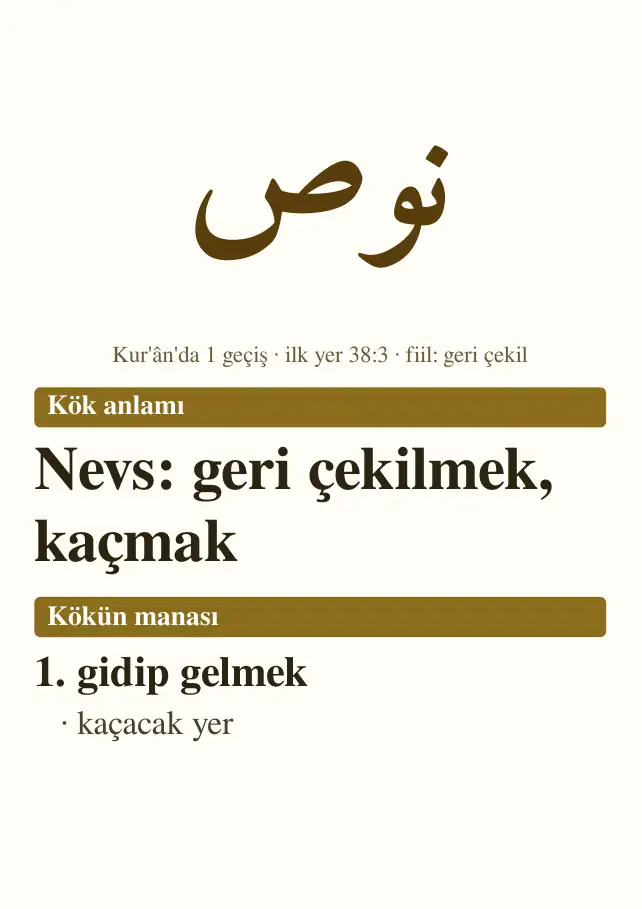 نوص
Kur'ân'da 1 geçiş · ilk yer 38:3 · fiil: geri çekil
Kök anlamı
Nevs: geri çekilmek,
kaçmak
Kökün manası
1. gidip gelmek
· kaçacak yer